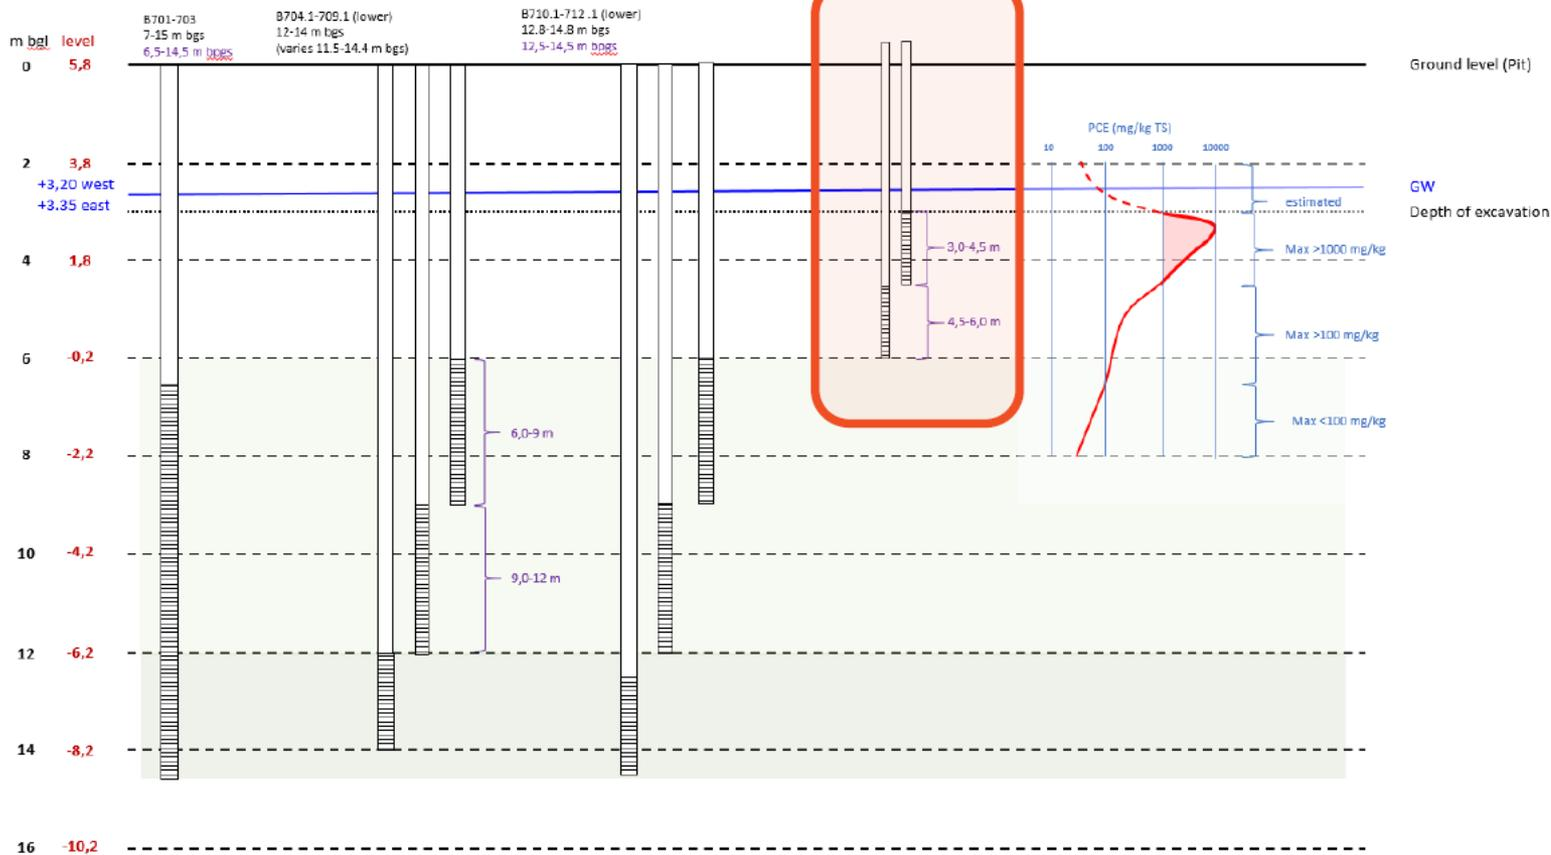 B701-703
7-15 m bgs
6,5-14,5 m bpgs
B704.1-709.1 (lower)
12-14 m bgs
(varies 11.5-14.4 m bgs)
B710.1-712 .1 (lower)
12.8-14.8 m bgs
12,5-14,5 m bpgs
m bgl level
0 5,8 Ground level (Pit)
PCE (mg/kg TS)
10 100 1000 10000
2 3,8
+3,20 west GW
+3.35 east
estimated
Depth of excavation
3,0-4,5 m
Max >1000 mg/kg
4 1,8
4,5-6,0 m
Max >100 mg/kg
6 -0,2
Max <100 mg/kg
6,0-9 m
8 -2,2
10 -4,2
9,0-12 m
12 -6,2
14 -8,2
16 -10,2